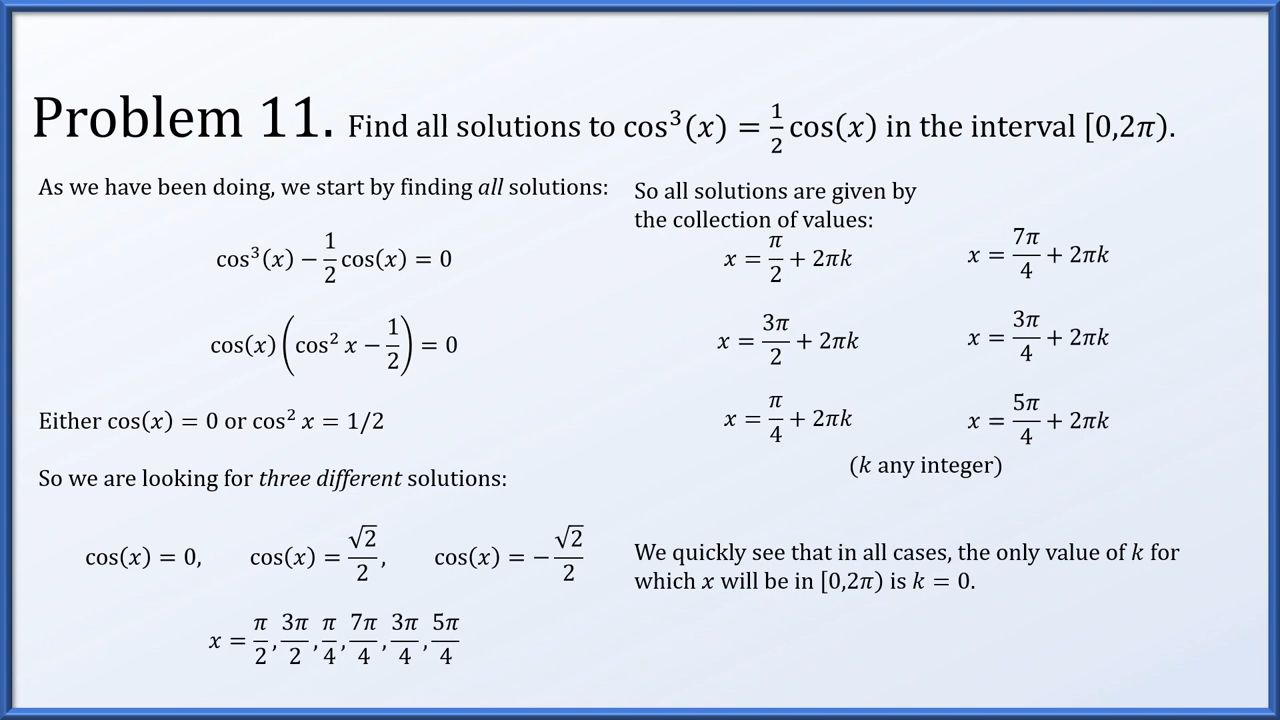 Problem 11. Find all solutions to cos³(x) = 1/2 cos(x) in the interval [0,2π).
As we have been doing, we start by finding all solutions:
cos³(x) − 1/2 cos(x) = 0
cos(x) (cos² x − 1/2) = 0
Either cos(x) = 0 or cos² x = 1/2
So we are looking for three different solutions:
cos(x) = 0, cos(x) = √2/2, cos(x) = −√2/2
x = π/2, 3π/2, π/4, 7π/4, 3π/4, 5π/4
So all solutions are given by
the collection of values:
x = π/2 + 2πk x = 7π/4 + 2πk
x = 3π/2 + 2πk x = 3π/4 + 2πk
x = π/4 + 2πk x = 5π/4 + 2πk
(k any integer)
We quickly see that in all cases, the only value of k for
which x will be in [0,2π) is k = 0.